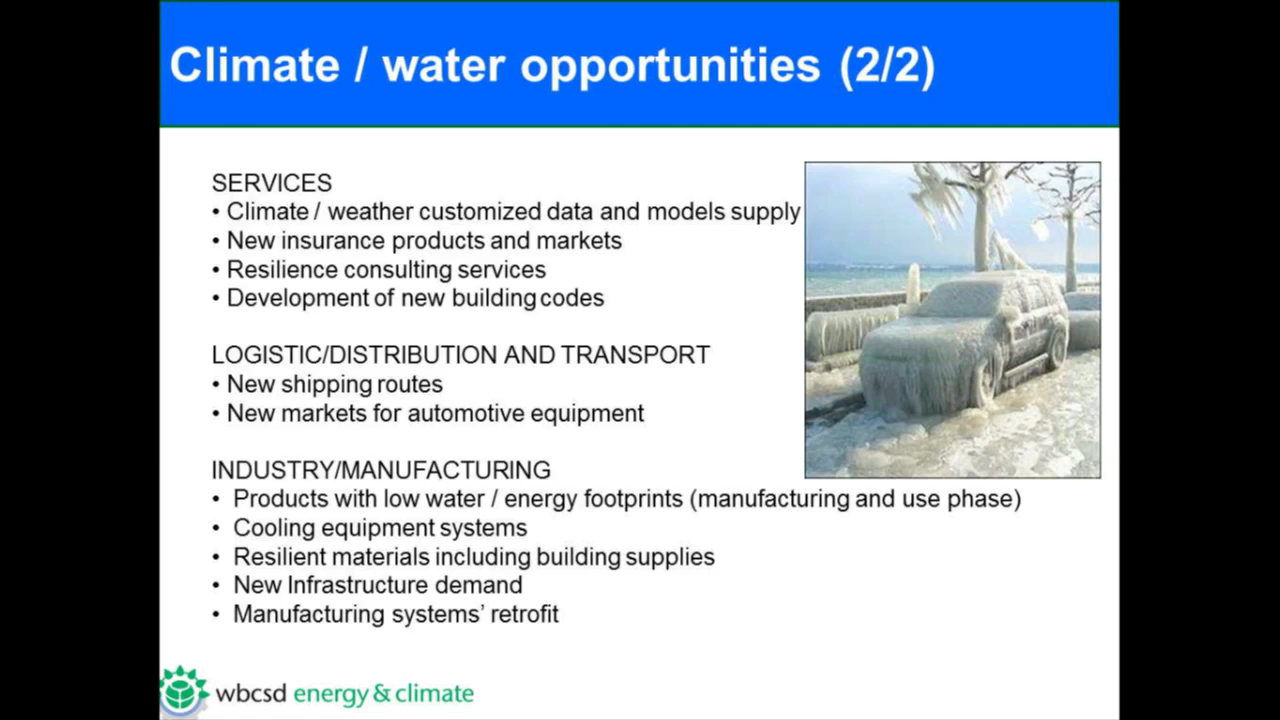 Climate / water opportunities (2/2)
SERVICES
• Climate / weather customized data and models supply
• New insurance products and markets
• Resilience consulting services
• Development of new building codes
LOGISTIC/DISTRIBUTION AND TRANSPORT
• New shipping routes
• New markets for automotive equipment
INDUSTRY/MANUFACTURING
• Products with low water / energy footprints (manufacturing and use phase)
• Cooling equipment systems
• Resilient materials including building supplies
• New Infrastructure demand
• Manufacturing systems’ retrofit
wbcsd energy & climate